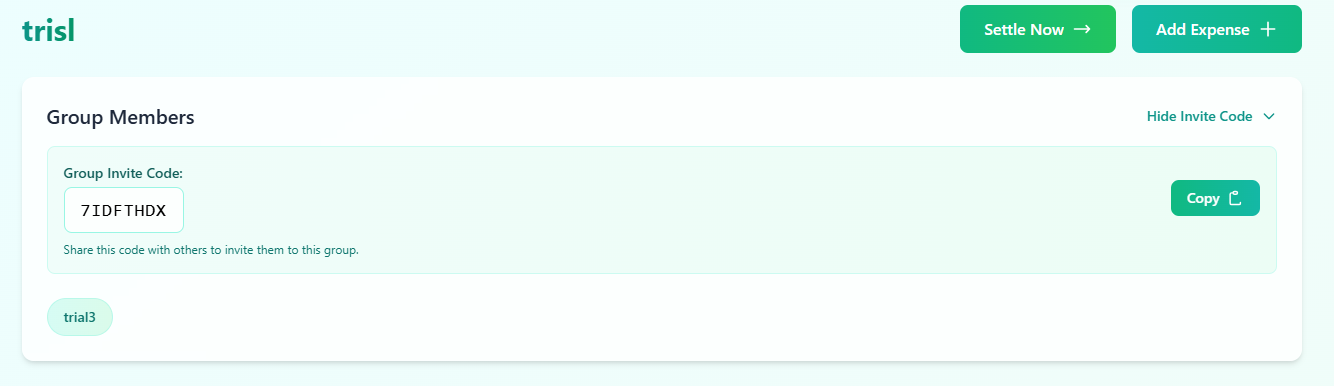 trisl
Settle Now
Add Expense
Group Members
Hide Invite Code
Group Invite Code:
7IDFTHDX
Copy
Share this code with others to invite them to this group.
trial3